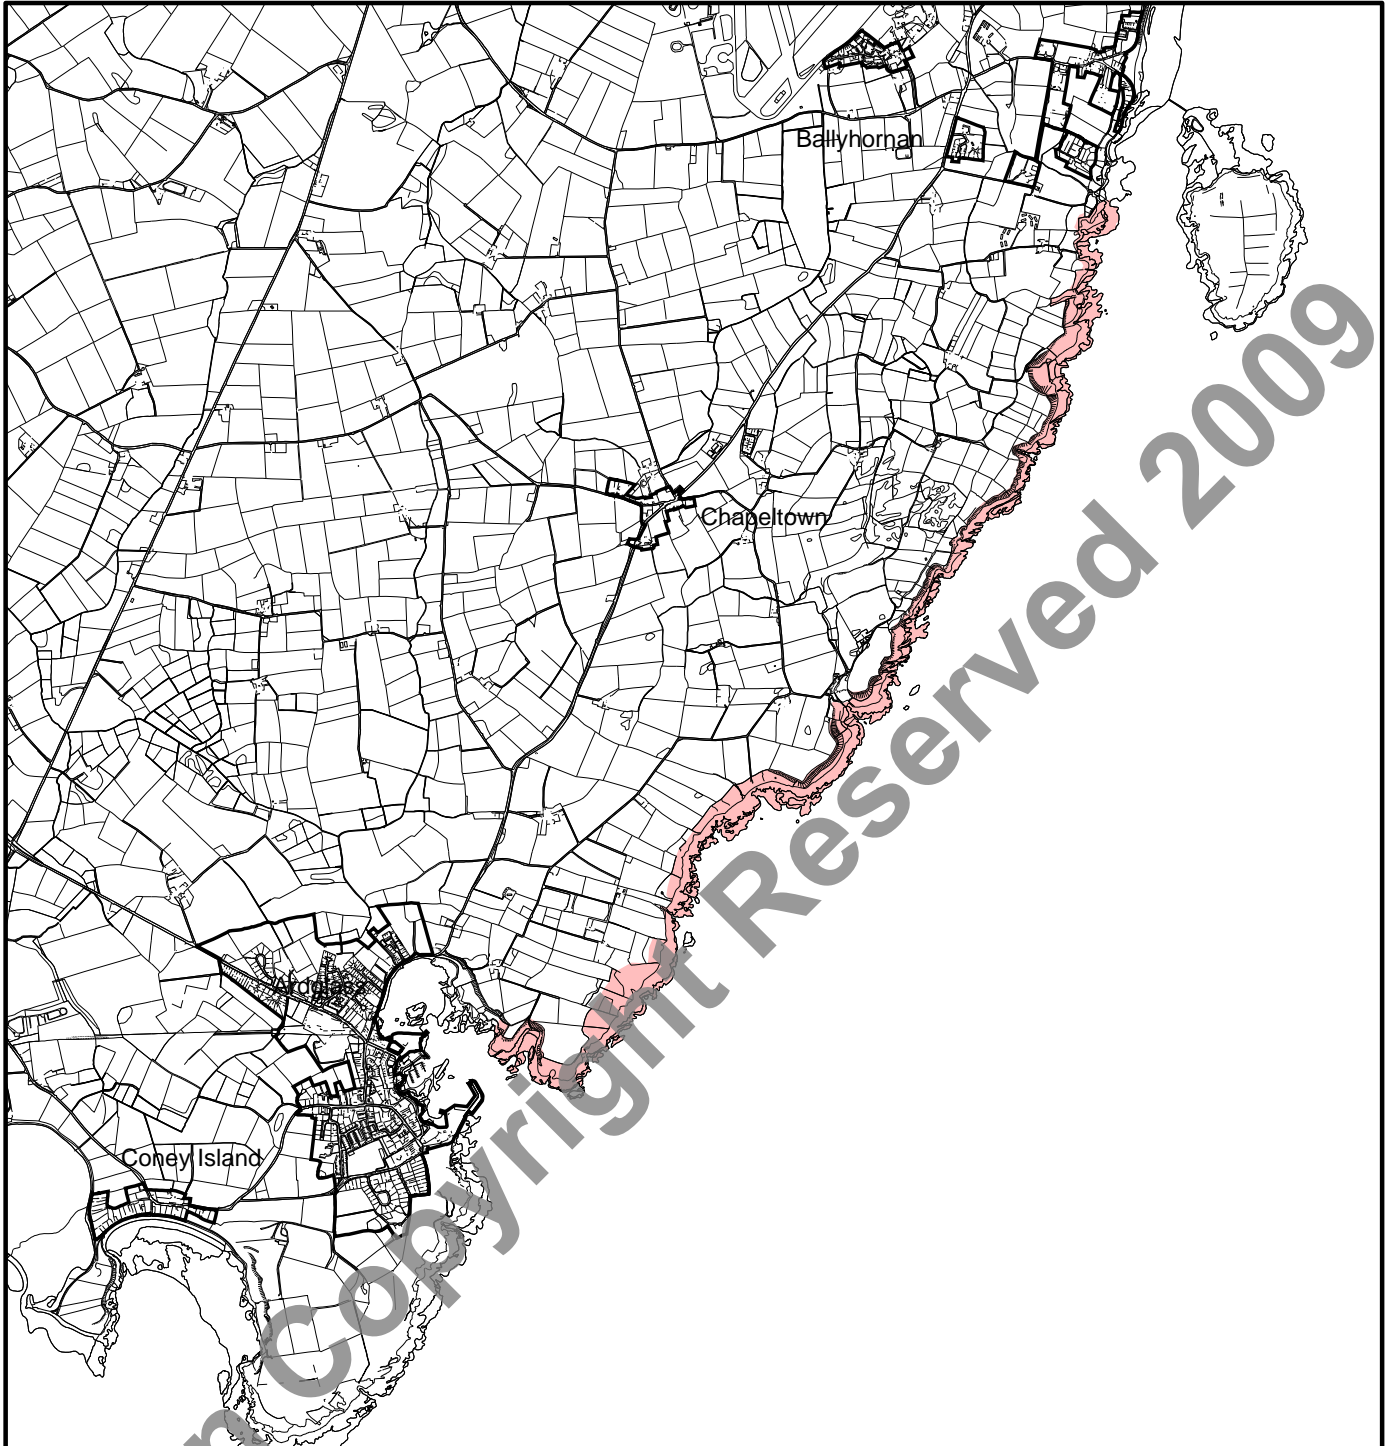 Ballyhornan
Chapeltown
Ardglass
Coney Island
n Copyright Reserved 2009